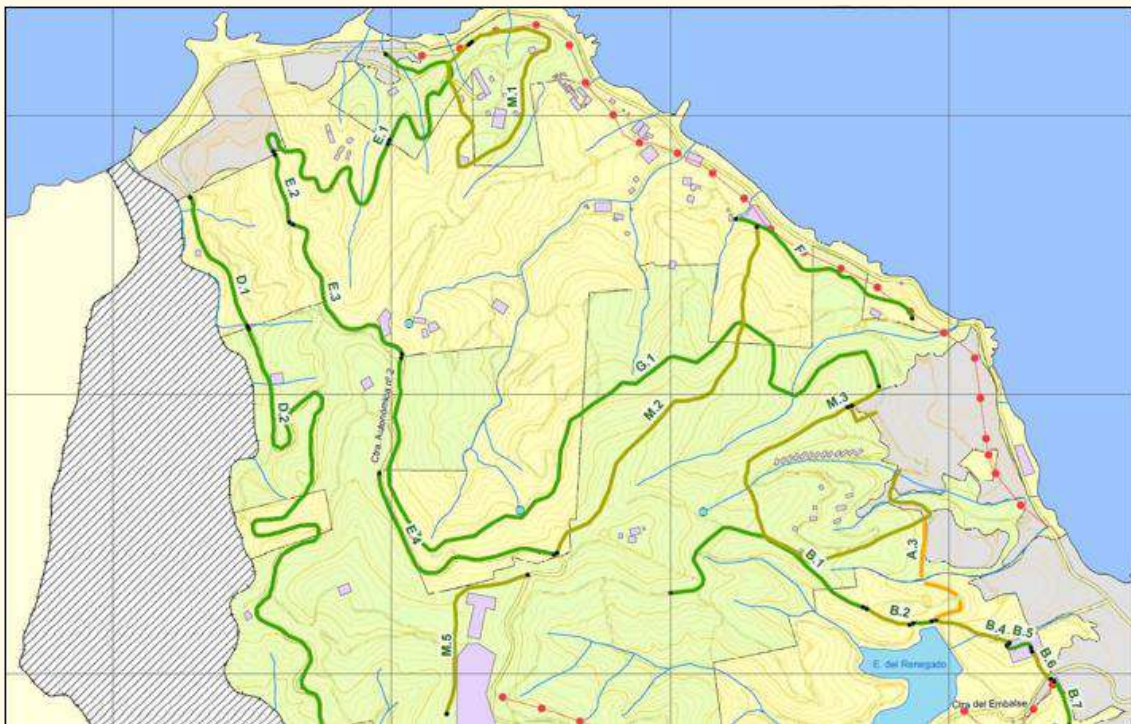 M.1
E.1
E.2
F
D.1
E.3
G.1
Ctra. Autonómica nº 2
M.2
M.3
D.2
E.4
B.1
A.3
B.2
B.4
B.5
M.5
E. del Renegado
B.6
Ctra del Embalse
B.7